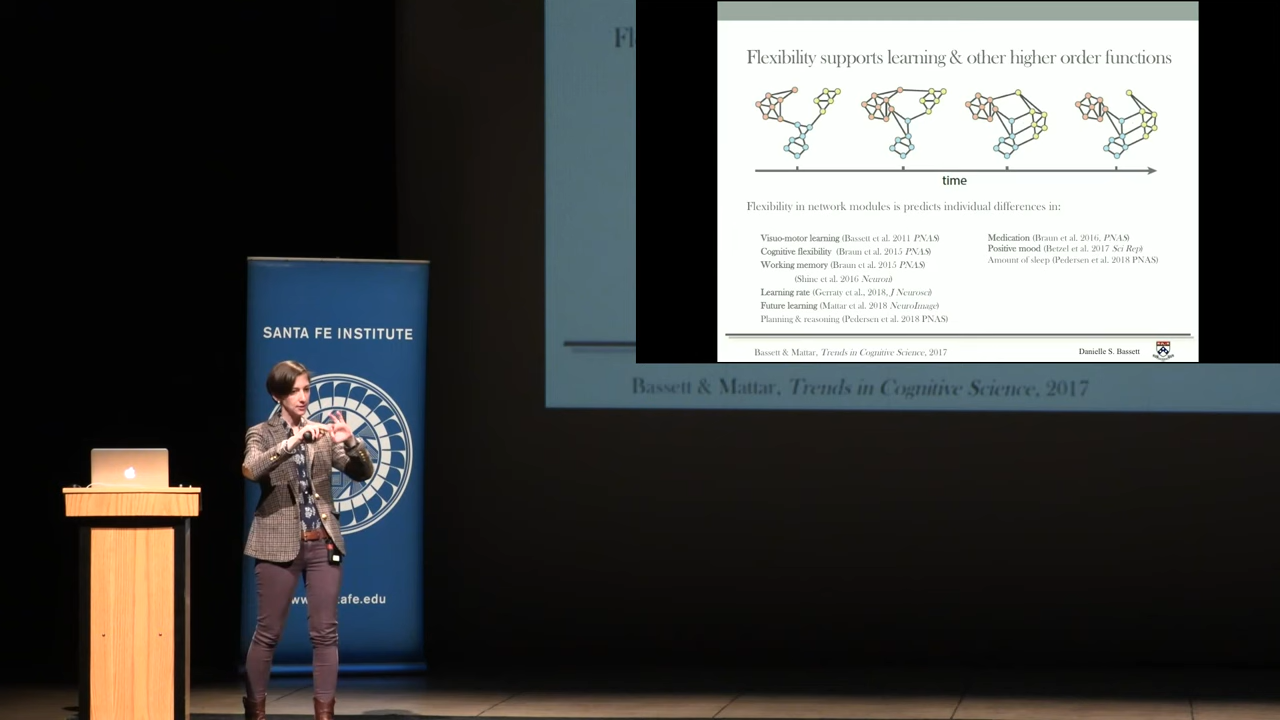 Flexibility supports learning & other higher order functions
time
Flexibility in network modules is predicts individual differences in:
Visuo-motor learning (Bassett et al. 2011 PNAS)
Cognitive flexibility (Braun et al. 2015 PNAS)
Working memory (Braun et al. 2015 PNAS)
(Shine et al. 2016 Neuron)
Learning rate (Gerraty et al., 2018, J Neurosci)
Future learning (Mattar et al. 2018 NeuroImage)
Planning & reasoning (Pedersen et al. 2018 PNAS)
Medication (Braun et al. 2016, PNAS)
Positive mood (Betzel et al. 2017 Sci Rep)
Amount of sleep (Pedersen et al. 2018 PNAS)
Bassett & Mattar, Trends in Cognitive Science, 2017
Danielle S. Bassett
Fl
Bassett & Mattar, Trends in Cognitive Science, 2017
SANTA FE INSTITUTE
afe.edu